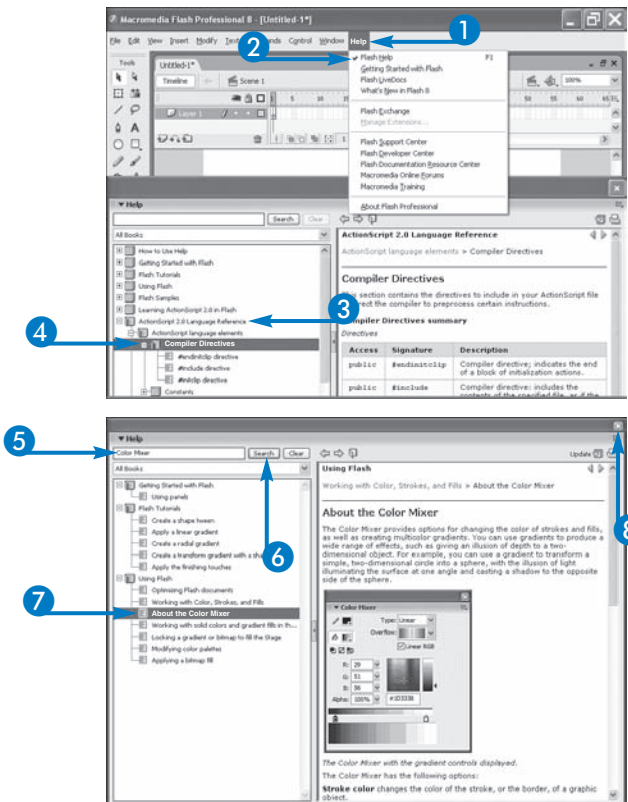 Macromedia Flash Professional 8 - [Untitled-1*]
File Edit View Insert Modify Text Commands Control Window Help
1
2
Tools
Untitled-1*
Timeline
Scene 1
100%
Layer 1
1 5 10
50 55 60 65
Flash Help F1
Getting Started with Flash
Flash LiveDocs
What's New in Flash 8
Flash Exchange
Manage Extensions...
Flash Support Center
Flash Developer Center
Flash Documentation Resource Center
Macromedia Online Forums
Macromedia Training
About Flash Professional
Help
Search Clear
All Books
How to Use Help
Getting Started with Flash
Flash Tutorials
Using Flash
Flash Samples
Learning ActionScript 2.0 in Flash
ActionScript 2.0 Language Reference
3
ActionScript language elements
4
Compiler Directives
#endinitclip directive
#include directive
#initclip directive
Constants
ActionScript 2.0 Language Reference
ActionScript language elements > Compiler Directives
Compiler Directives
section contains the directives to include in your ActionScript file
direct the compiler to preprocess certain instructions.
Compiler Directives summary
Directives
Access Signature Description
public #endinitclip Compiler directive; indicates the end
of a block of initialization actions.
public #include Compiler directive: includes the
contents of the specified file, as if the
Help
5
Color Mixer Search Clear
Update
8
6
All Books
Getting Started with Flash
Using panels
Flash Tutorials
Create a shape tween
Apply a linear gradient
Create a radial gradient
Create a transform gradient with a
Apply the finishing touches
Using Flash
Optimizing Flash documents
Working with Color, Strokes, and Fills
7
About the Color Mixer
Working with solid colors and gradient fills in th...
Locking a gradient or bitmap to fill the Stage
Modifying color palettes
Applying a bitmap fill
Using Flash
Working with Color, Strokes, and Fills > About the Color Mixer
About the Color Mixer
The Color Mixer provides options for changing the color of strokes and fills,
as well as creating multicolor gradients. You can use gradients to produce a
wide range of effects, such as giving an illusion of depth to a two-
dimensional object. For example, you can use a gradient to transform a
simple, two-dimensional circle into a sphere, with the illusion of light
illuminating the surface at one angle and casting a shadow to the opposite
side of the sphere.
Color Mixer
Type: Linear
Overflow:
Linear RGB
R: 29
G: 51
B: 56
Alpha: 100% #1D3338
The Color Mixer with the gradient controls displayed.
The Color Mixer has the following options:
Stroke color changes the color of the stroke, or the border, of a graphic
object.